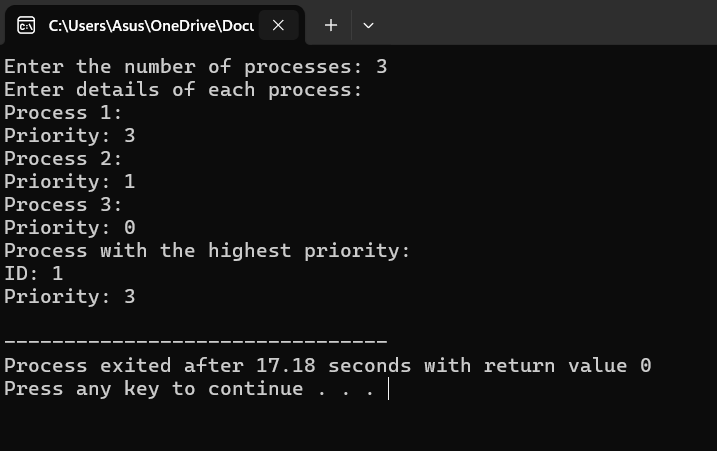 C:\Users\Asus\OneDrive\Docu
Enter the number of processes: 3
Enter details of each process:
Process 1:
Priority: 3
Process 2:
Priority: 1
Process 3:
Priority: 0
Process with the highest priority:
ID: 1
Priority: 3
--------------------------------
Process exited after 17.18 seconds with return value 0
Press any key to continue . . .